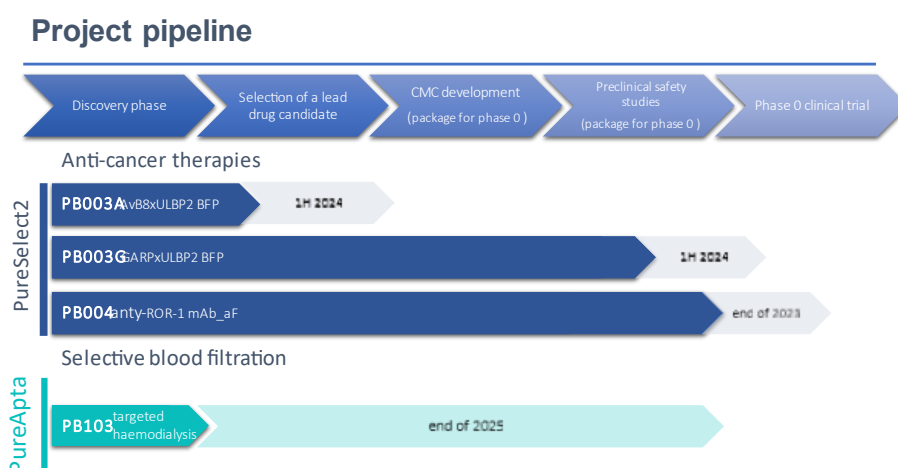 Project pipeline
Discovery phase
Selection of a lead
drug candidate
CMC development
(package for phase 0 )
Preclinical safety
studies
(package for phase 0 )
Phase 0 clinical trial
Anti-cancer therapies
PureSelect2
PB003A AvB8xULBP2 BFP
1H 2024
PB003G GARPxULBP2 BFP
1H 2024
PB004 anty-ROR-1 mAb_aF
end of 2023
Selective blood filtration
PureApta
PB103 targeted
haemodialysis
end of 2025